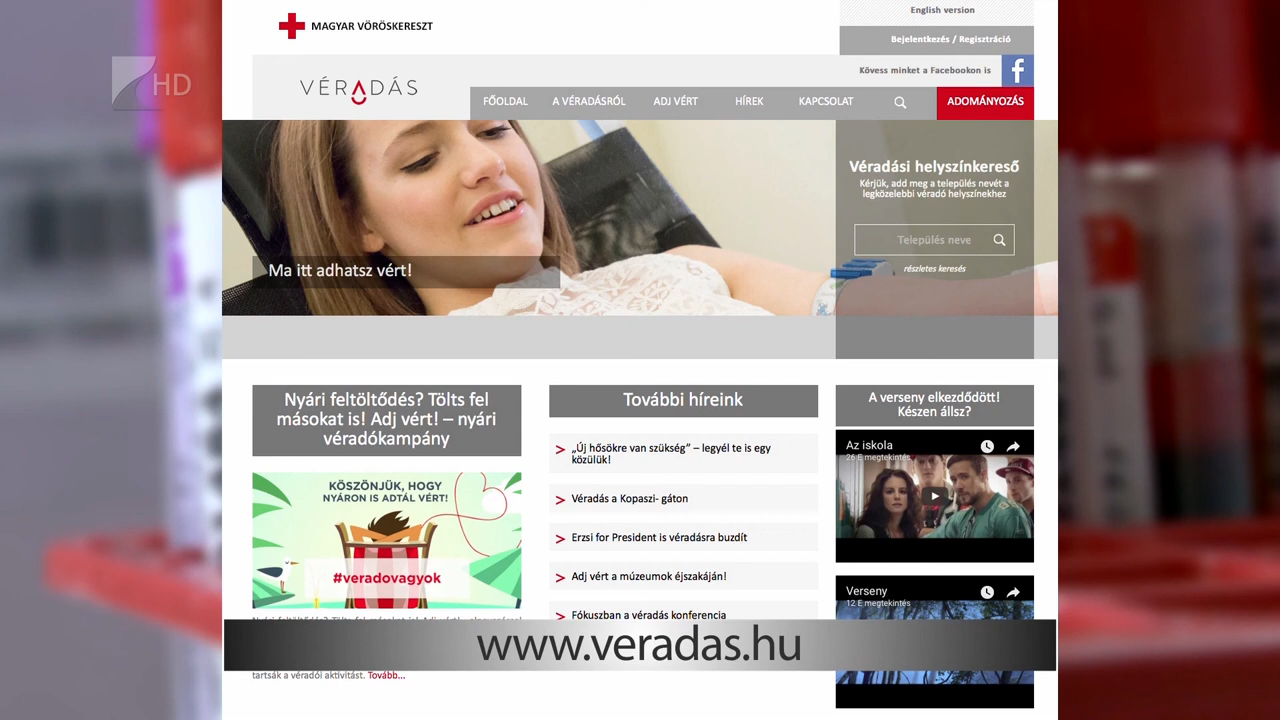 English version
MAGYAR VÖRÖSKERESZT
Bejelentkezés / Regisztráció
Kövess minket a Facebookon is
f
HD
VÉRADÁS
FŐOLDAL A VÉRADÁSRÓL ADJ VÉRT HÍREK KAPCSOLAT ADOMÁNYOZÁS
Véradási helyszínkereső
Kérjük, add meg a település nevét a
legközelebbi véradó helyszínekhez
Település neve
részletes keresés
Ma itt adhatsz vért!
Nyári feltöltődés? Tölts fel
másokat is! Adj vért! – nyári
véradókampány
KÖSZÖNJÜK, HOGY
NYÁRON IS ADTÁL VÉRT!
#veradovagyok
tartsák a véradói aktivitást. Tovább...
További híreink
„Új hősökre van szükség” – legyél te is egy
közülük!
Véradás a Kopaszi- gáton
Erzsi for President is véradásra buzdít
Adj vért a múzeumok éjszakáján!
Fókuszban a véradás konferencia
A verseny elkezdődött!
Készen állsz?
Az iskola
26 E megtekintés
Verseny
12 E megtekintés
www.veradas.hu